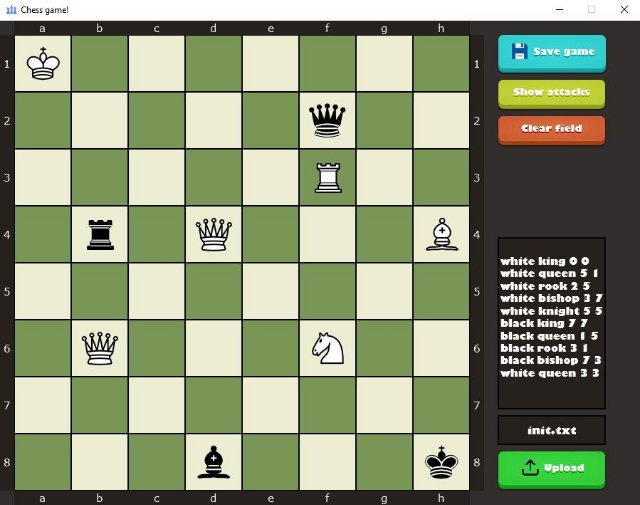 Chess game!
a b c d e f g h
1 1
2 2
3 3
4 4
5 5
6 6
7 7
8 8
a b c d e f g h
Save game
Show attacks
Clear field
white king 0 0
white queen 5 1
white rook 2 5
white bishop 3 7
white knight 5 5
black king 7 7
black queen 1 5
black rook 3 1
black bishop 7 3
white queen 3 3
init.txt
Upload